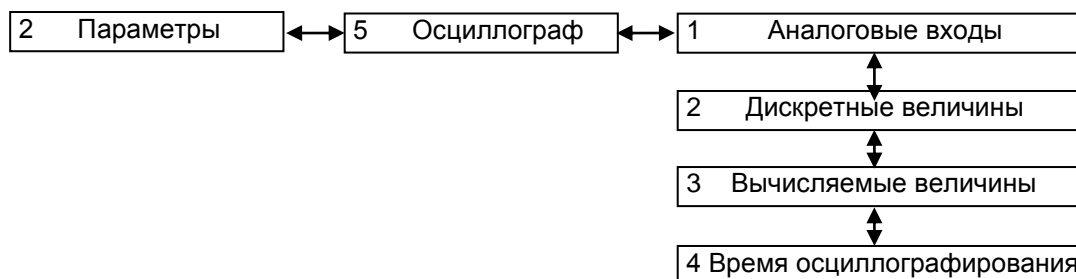 2 Параметры 5 Осциллограф 1 Аналоговые входы
2 Дискретные величины
3 Вычисляемые величины
4 Время осциллографирования